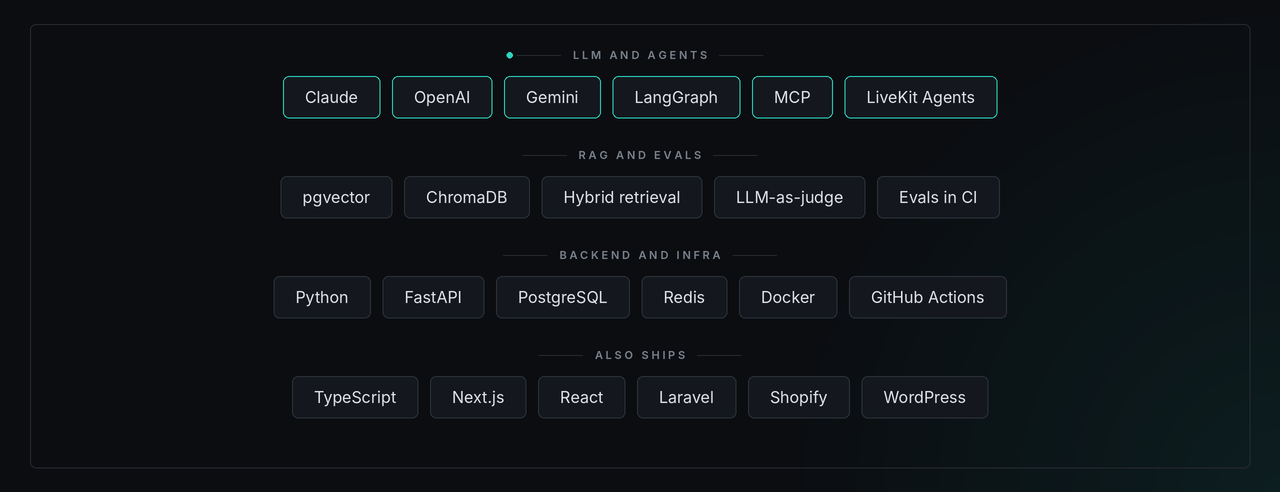 LLM AND AGENTS
Claude OpenAI Gemini LangGraph MCP LiveKit Agents
RAG AND EVALS
pgvector ChromaDB Hybrid retrieval LLM-as-judge Evals in CI
BACKEND AND INFRA
Python FastAPI PostgreSQL Redis Docker GitHub Actions
ALSO SHIPS
TypeScript Next.js React Laravel Shopify WordPress